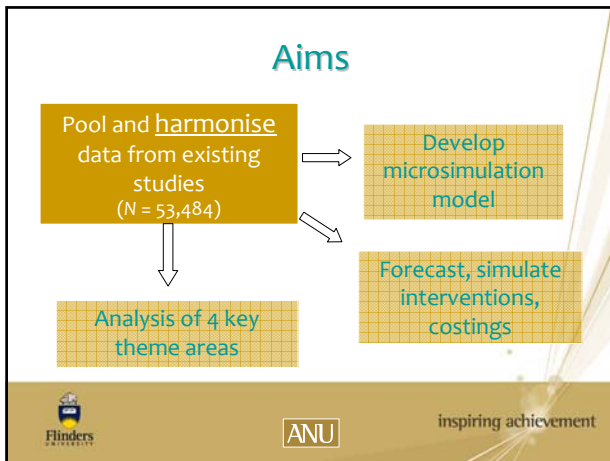 Aims
Pool and harmonise
data from existing
studies
(N = 53,484)
Develop
microsimulation
model
Forecast, simulate
interventions,
costings
Analysis of 4 key
theme areas
Flinders
UNIVERSITY
ANU
inspiring achievement